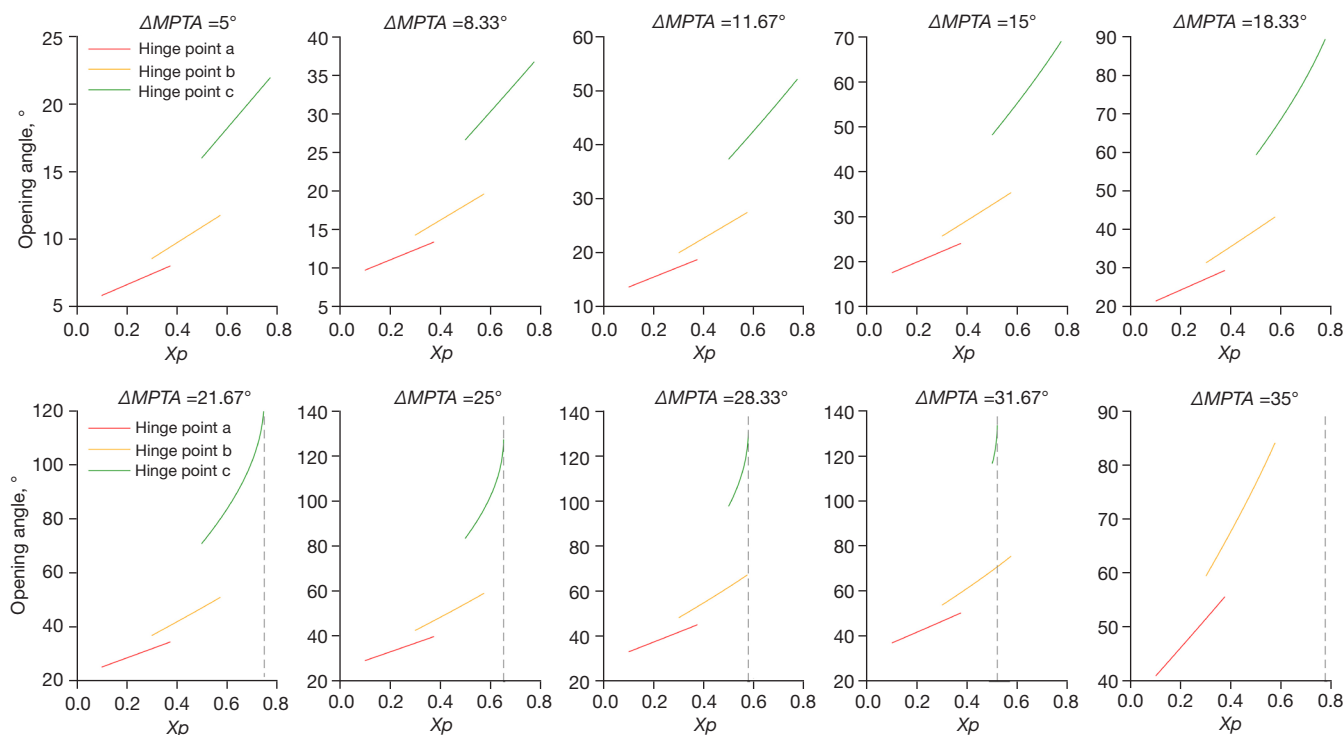 ΔMPTA =5°
ΔMPTA =8.33°
ΔMPTA =11.67°
ΔMPTA =15°
ΔMPTA =18.33°
Opening angle, °
25
20
15
10
5
Hinge point a
Hinge point b
Hinge point c
0.0 0.2 0.4 0.6 0.8
Xp
40
35
30
25
20
15
10
5
0.0 0.2 0.4 0.6 0.8
Xp
60
50
40
30
20
10
0.0 0.2 0.4 0.6 0.8
Xp
70
60
50
40
30
20
10
0.0 0.2 0.4 0.6 0.8
Xp
90
80
70
60
50
40
30
20
0.0 0.2 0.4 0.6 0.8
Xp
ΔMPTA =21.67°
ΔMPTA =25°
ΔMPTA =28.33°
ΔMPTA =31.67°
ΔMPTA =35°
Opening angle, °
120
100
80
60
40
20
Hinge point a
Hinge point b
Hinge point c
0.0 0.2 0.4 0.6 0.8
Xp
140
120
100
80
60
40
20
0.0 0.2 0.4 0.6 0.8
Xp
140
120
100
80
60
40
20
0.0 0.2 0.4 0.6 0.8
Xp
140
120
100
80
60
40
20
0.0 0.2 0.4 0.6 0.8
Xp
90
80
70
60
50
40
0.0 0.2 0.4 0.6 0.8
Xp